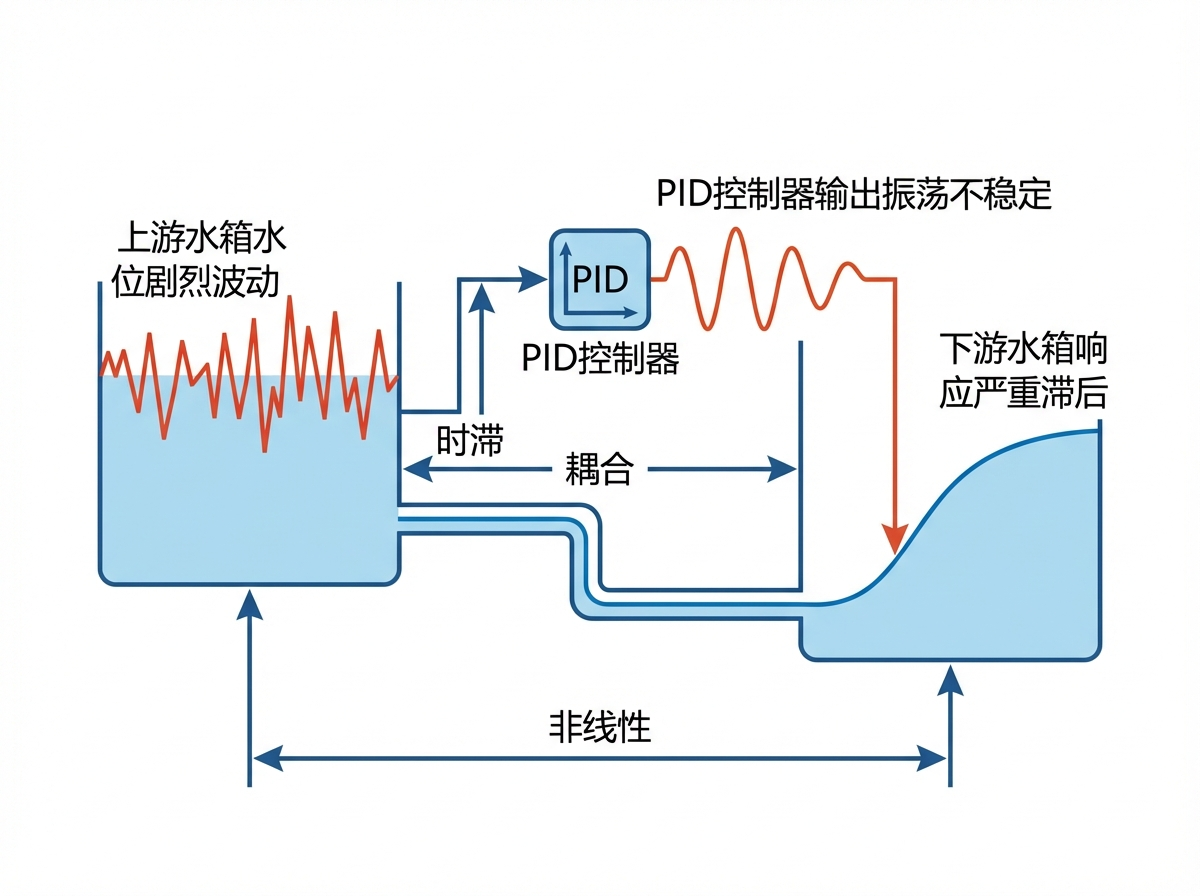 PID控制器输出振荡不稳定
上游水箱水
位剧烈波动
PID
PID控制器
下游水箱响
应严重滞后
时滞
耦合
非线性